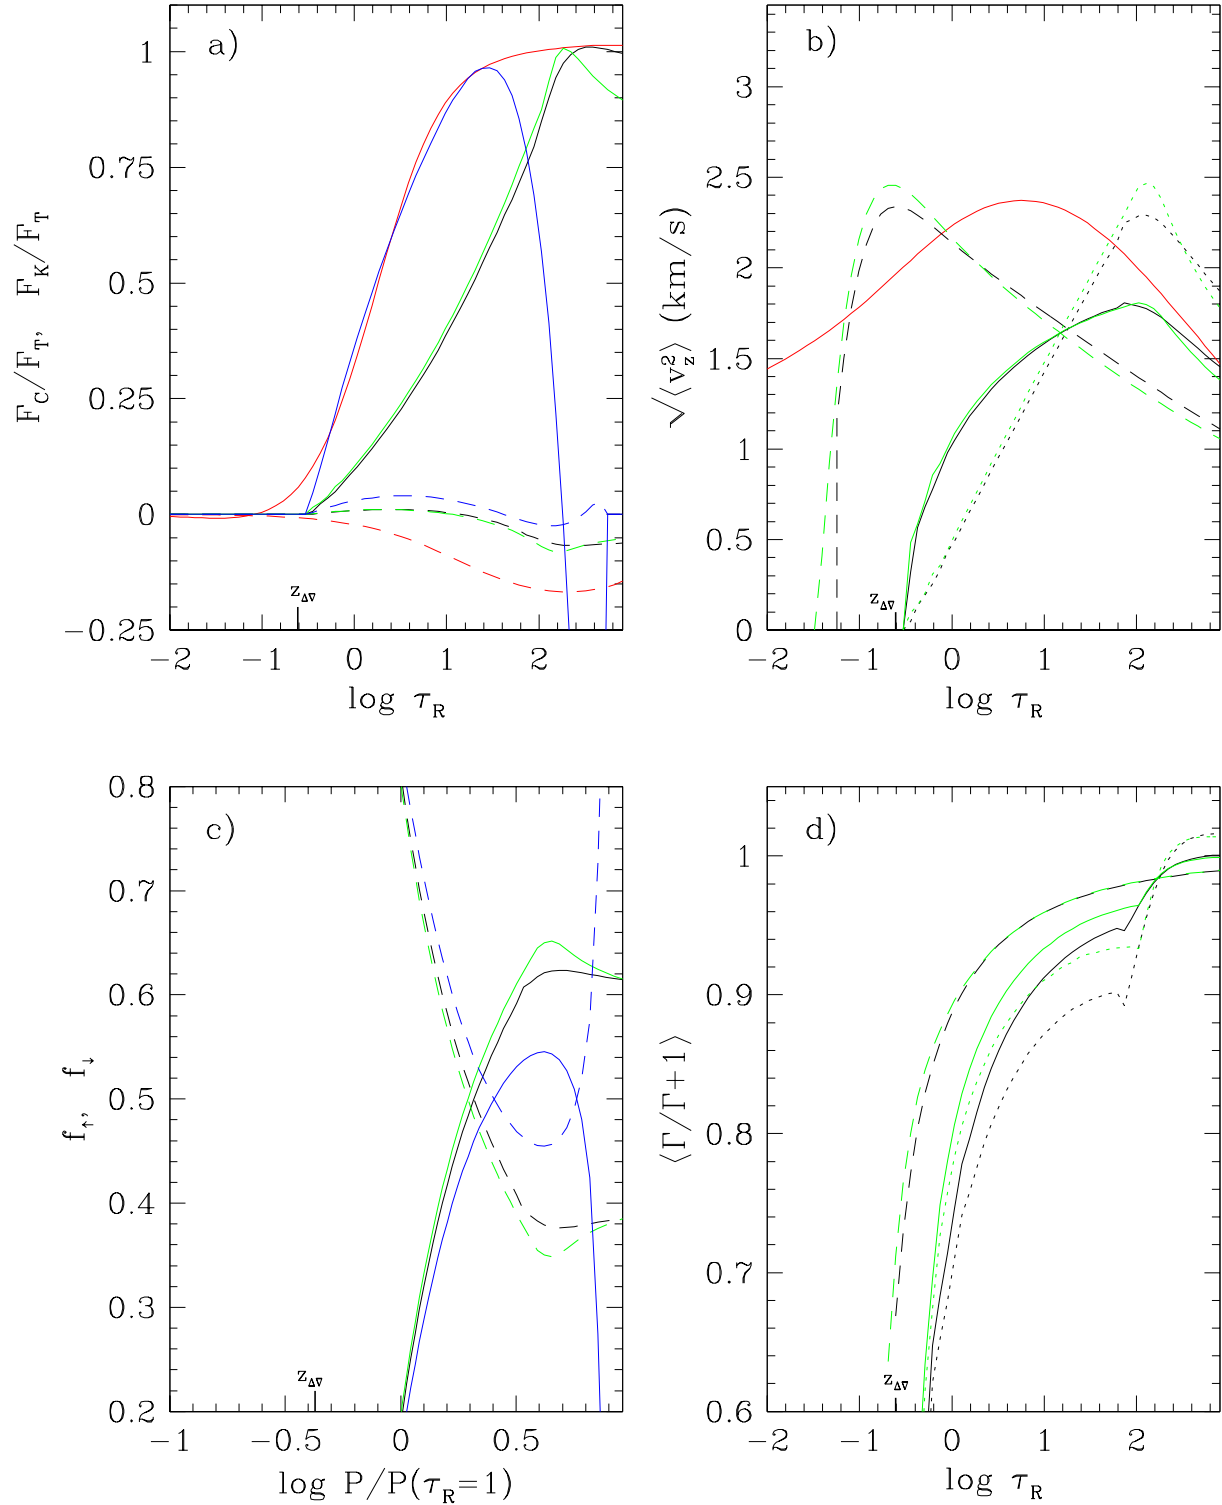 a)
1
0.75
0.5
0.25
0
−0.25
F_C/F_T, F_K/F_T
z_Δ∇
−2 −1 0 1 2
log τ_R
b)
3
2.5
2
1.5
1
0.5
0
√⟨v_z^2⟩ (km/s)
z_Δ∇
−2 −1 0 1 2
log τ_R
c)
0.8
0.7
0.6
0.5
0.4
0.3
0.2
f_↑, f_↓
z_Δ∇
−1 −0.5 0 0.5
log P/P(τ_R=1)
d)
1
0.9
0.8
0.7
0.6
⟨Γ/Γ+1⟩
z_Δ∇
−2 −1 0 1 2
log τ_R